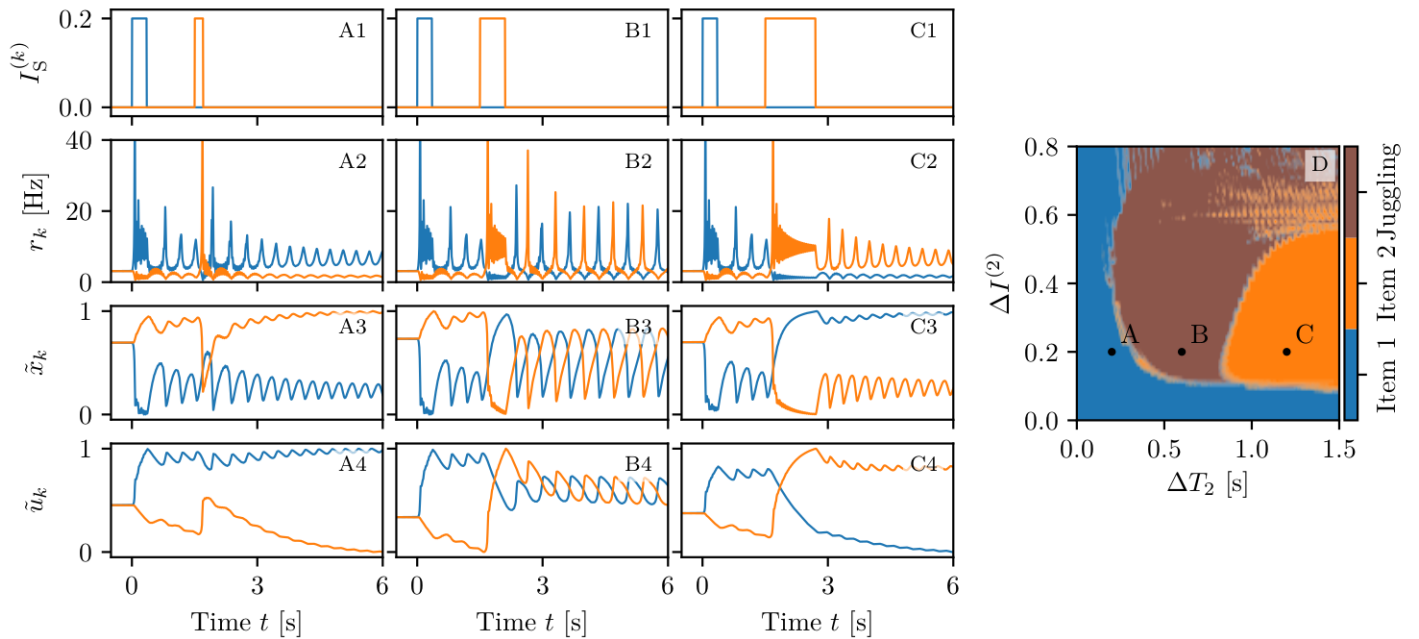 0.2
0.0
I_S^(k)
A1
B1
C1
40
20
0
r_k [Hz]
A2
B2
C2
1
0
x̃_k
A3
B3
C3
1
0
ũ_k
A4
B4
C4
0 3 6
0 3 6
0 3 6
Time t [s]
Time t [s]
Time t [s]
0.8
0.6
0.4
0.2
0.0
ΔI^(2)
D
A
B
C
0.0 0.5 1.0 1.5
ΔT_2 [s]
Item 1 Item 2 Juggling